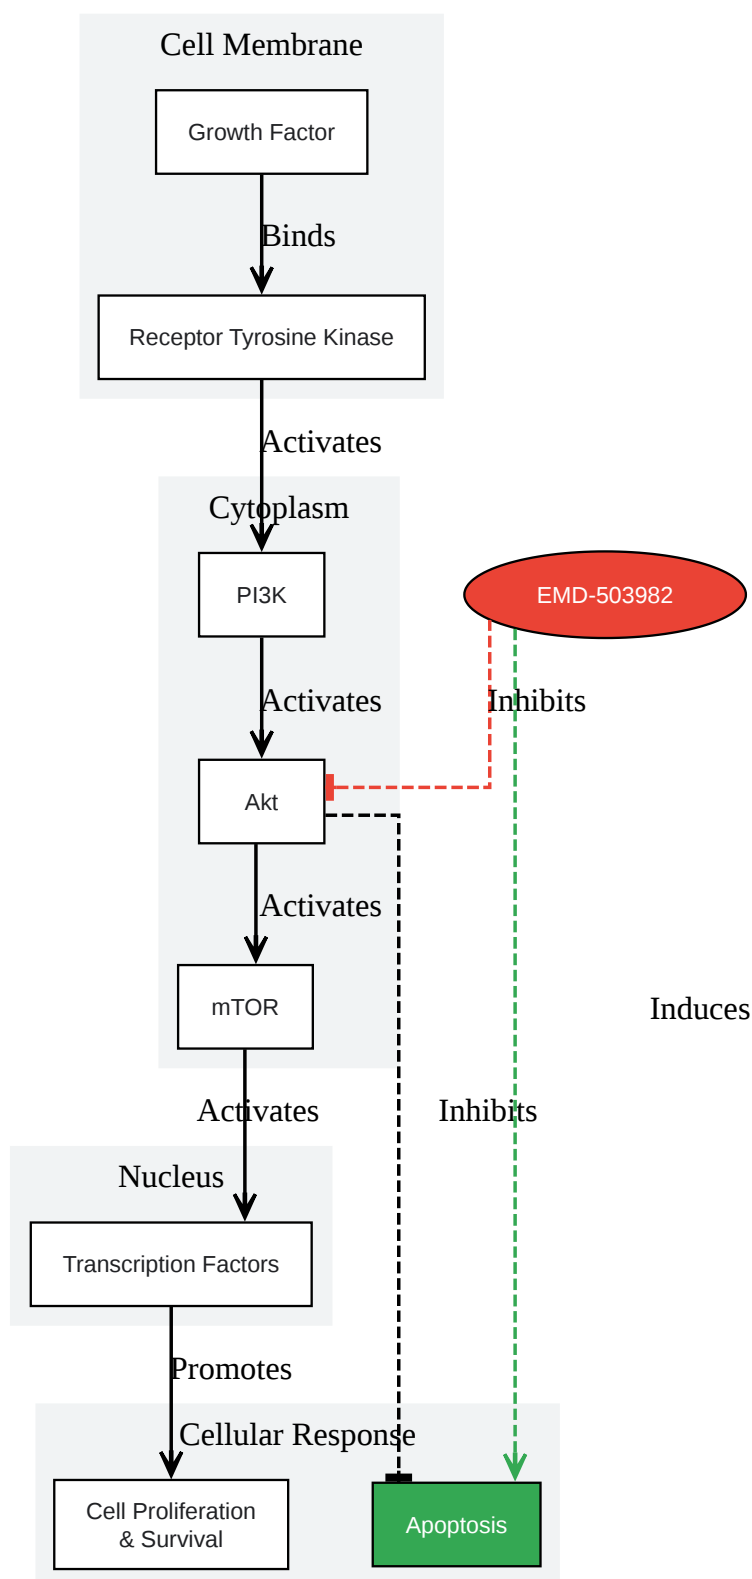 Cell Membrane
Growth Factor
Binds
Receptor Tyrosine Kinase
Activates
Cytoplasm
PI3K
EMD-503982
Activates
Inhibits
Akt
Activates
mTOR
Induces
Activates
Inhibits
Nucleus
Transcription Factors
Promotes
Cellular Response
Cell Proliferation
& Survival
Apoptosis